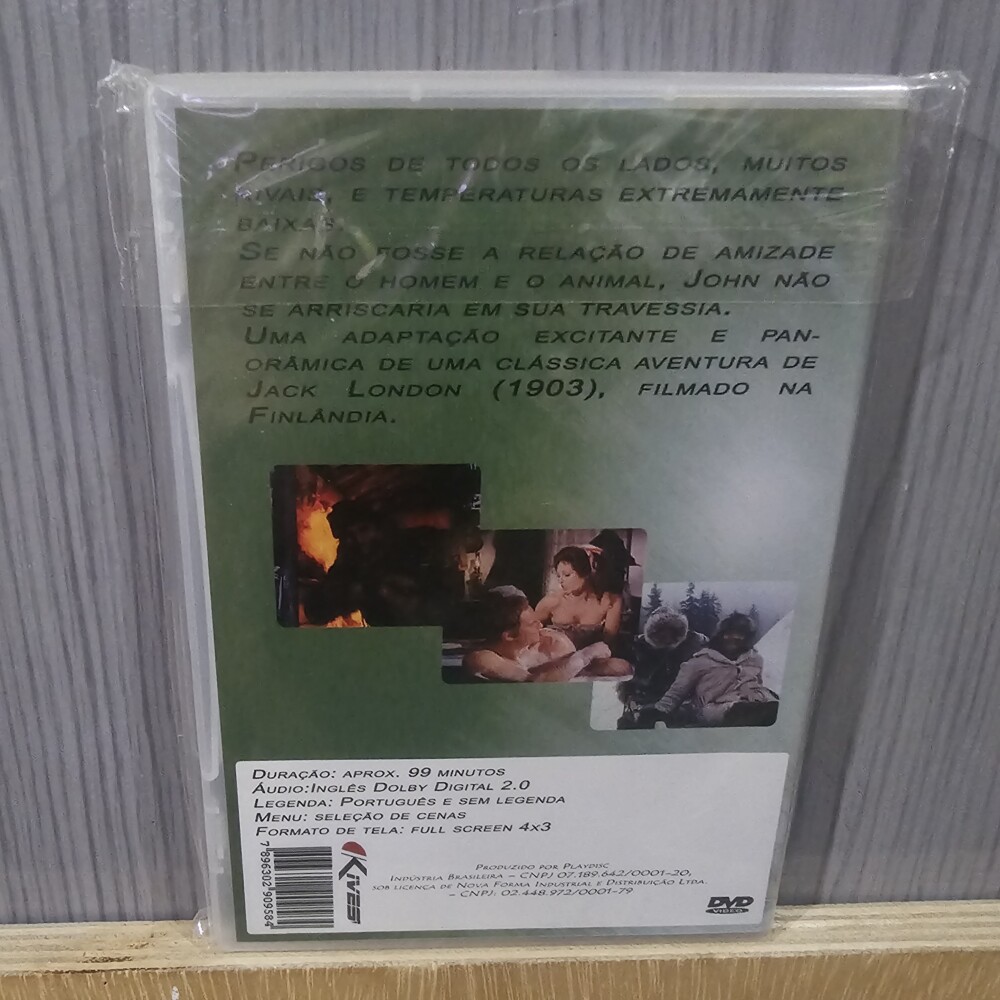 PERIGOS DE TODOS OS LADOS, MUITOS
RIVAIS, E TEMPERATURAS EXTREMAMENTE
BAIXAS.
SE NÃO FOSSE A RELAÇÃO DE AMIZADE
ENTRE O HOMEM E O ANIMAL, JOHN NÃO
SE ARRISCARIA EM SUA TRAVESSIA.
UMA ADAPTAÇÃO EXCITANTE E PAN-
ORÂMICA DE UMA CLÁSSICA AVENTURA DE
JACK LONDON (1903), FILMADO NA
FINLÂNDIA.
DURAÇÃO: APROX. 99 MINUTOS
ÁUDIO:INGLÊS DOLBY DIGITAL 2.0
LEGENDA: PORTUGUÊS E SEM LEGENDA
MENU: SELEÇÃO DE CENAS
FORMATO DE TELA: FULL SCREEN 4X3
7896302909584
KIVES
PRODUZIDO POR PLAYDISC
INDÚSTRIA BRASILEIRA – CNPJ 07.189.642/0001-20,
SOB LICENÇA DE NOVA FORMA INDUSTRIAL E DISTRIBUIÇÃO LTDA.
– CNPJ: 02.448.972/0001-79
DVD
VIDEO